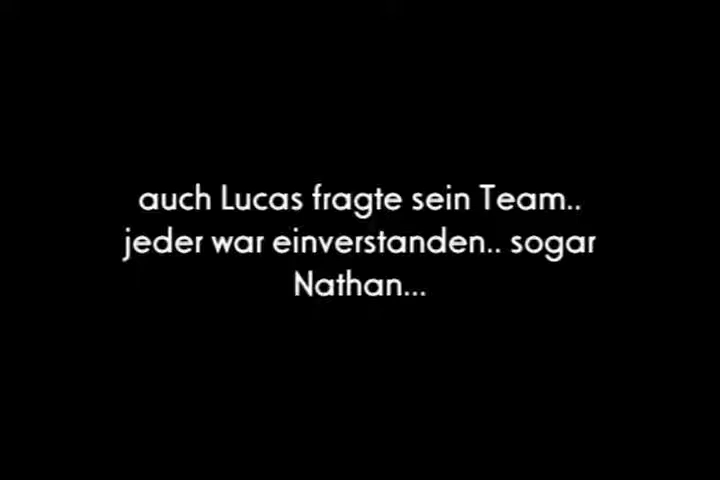 auch Lucas fragte sein Team..
jeder war einverstanden.. sogar
Nathan...